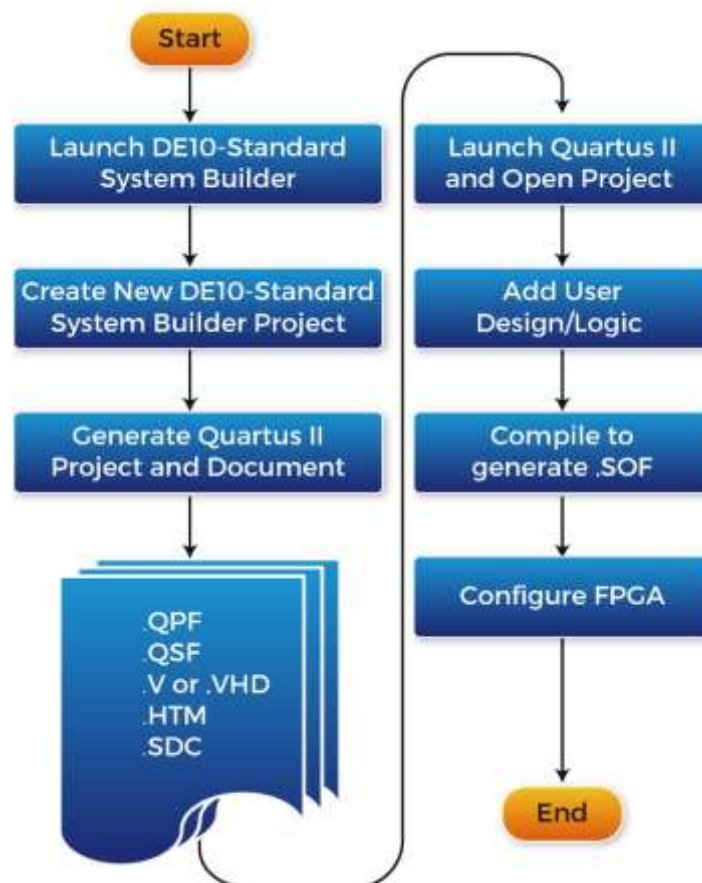 Start
Launch DE10-Standard
System Builder
Create New DE10-Standard
System Builder Project
Generate Quartus II
Project and Document
.QPF
.QSF
.V or .VHD
.HTM
.SDC
Launch Quartus II
and Open Project
Add User
Design/Logic
Compile to
generate .SOF
Configure FPGA
End